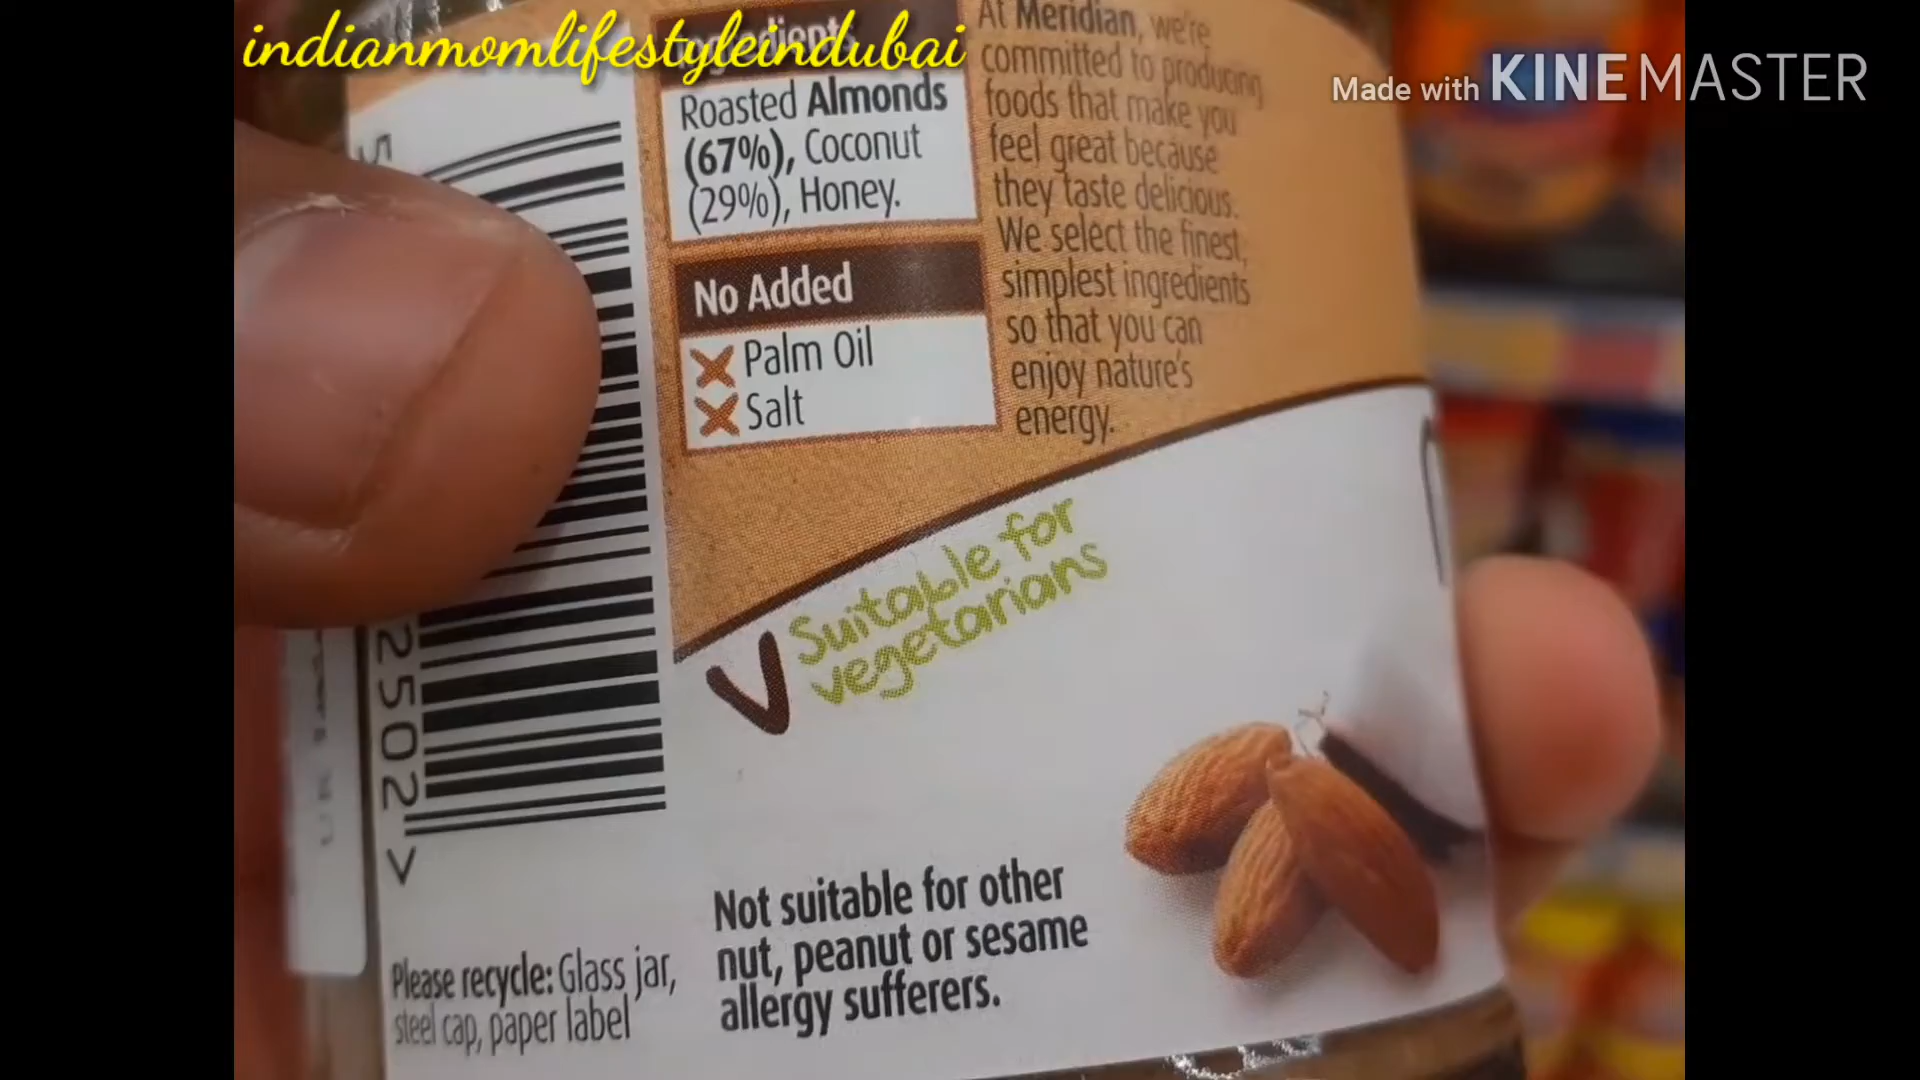 indianmomlifestyleindubai
Made with KINEMASTER
Ingredients
Roasted Almonds
(67%), Coconut
(29%), Honey.
No Added
Palm Oil
Salt
At Meridian, we're
committed to producing
foods that make you
feel great because
they taste delicious.
We select the finest,
simplest ingredients
so that you can
enjoy nature's
energy.
Suitable for
vegetarians
5
2502 >
Not suitable for other
nut, peanut or sesame
allergy sufferers.
Please recycle: Glass jar,
steel cap, paper label